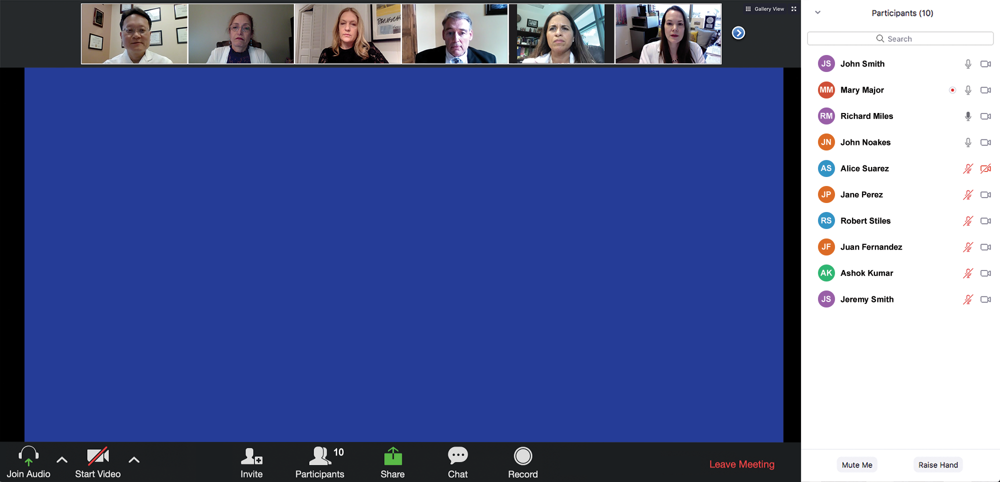 Gallery View
Participants (10)
Search
JS John Smith
MM Mary Major
RM Richard Miles
JN John Noakes
AS Alice Suarez
JP Jane Perez
RS Robert Stiles
JF Juan Fernandez
AK Ashok Kumar
JS Jeremy Smith
Join Audio
Start Video
Invite
10
Participants
Share
Chat
Record
Leave Meeting
Mute Me
Raise Hand